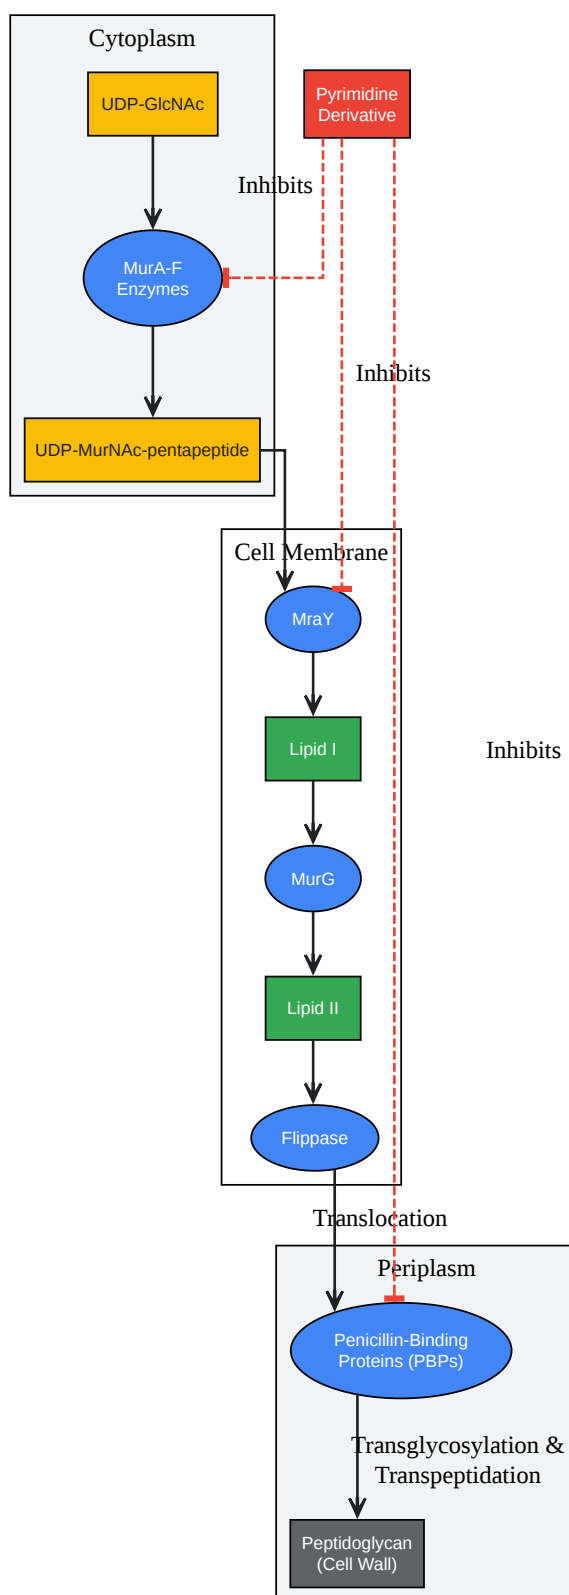 Cytoplasm
UDP-GlcNAc
Pyrimidine
Derivative
Inhibits
MurA-F
Enzymes
Inhibits
UDP-MurNAc-pentapeptide
Cell Membrane
MraY
Lipid I
Inhibits
MurG
Lipid II
Flippase
Translocation
Periplasm
Penicillin-Binding
Proteins (PBPs)
Transglycosylation &
Transpeptidation
Peptidoglycan
(Cell Wall)